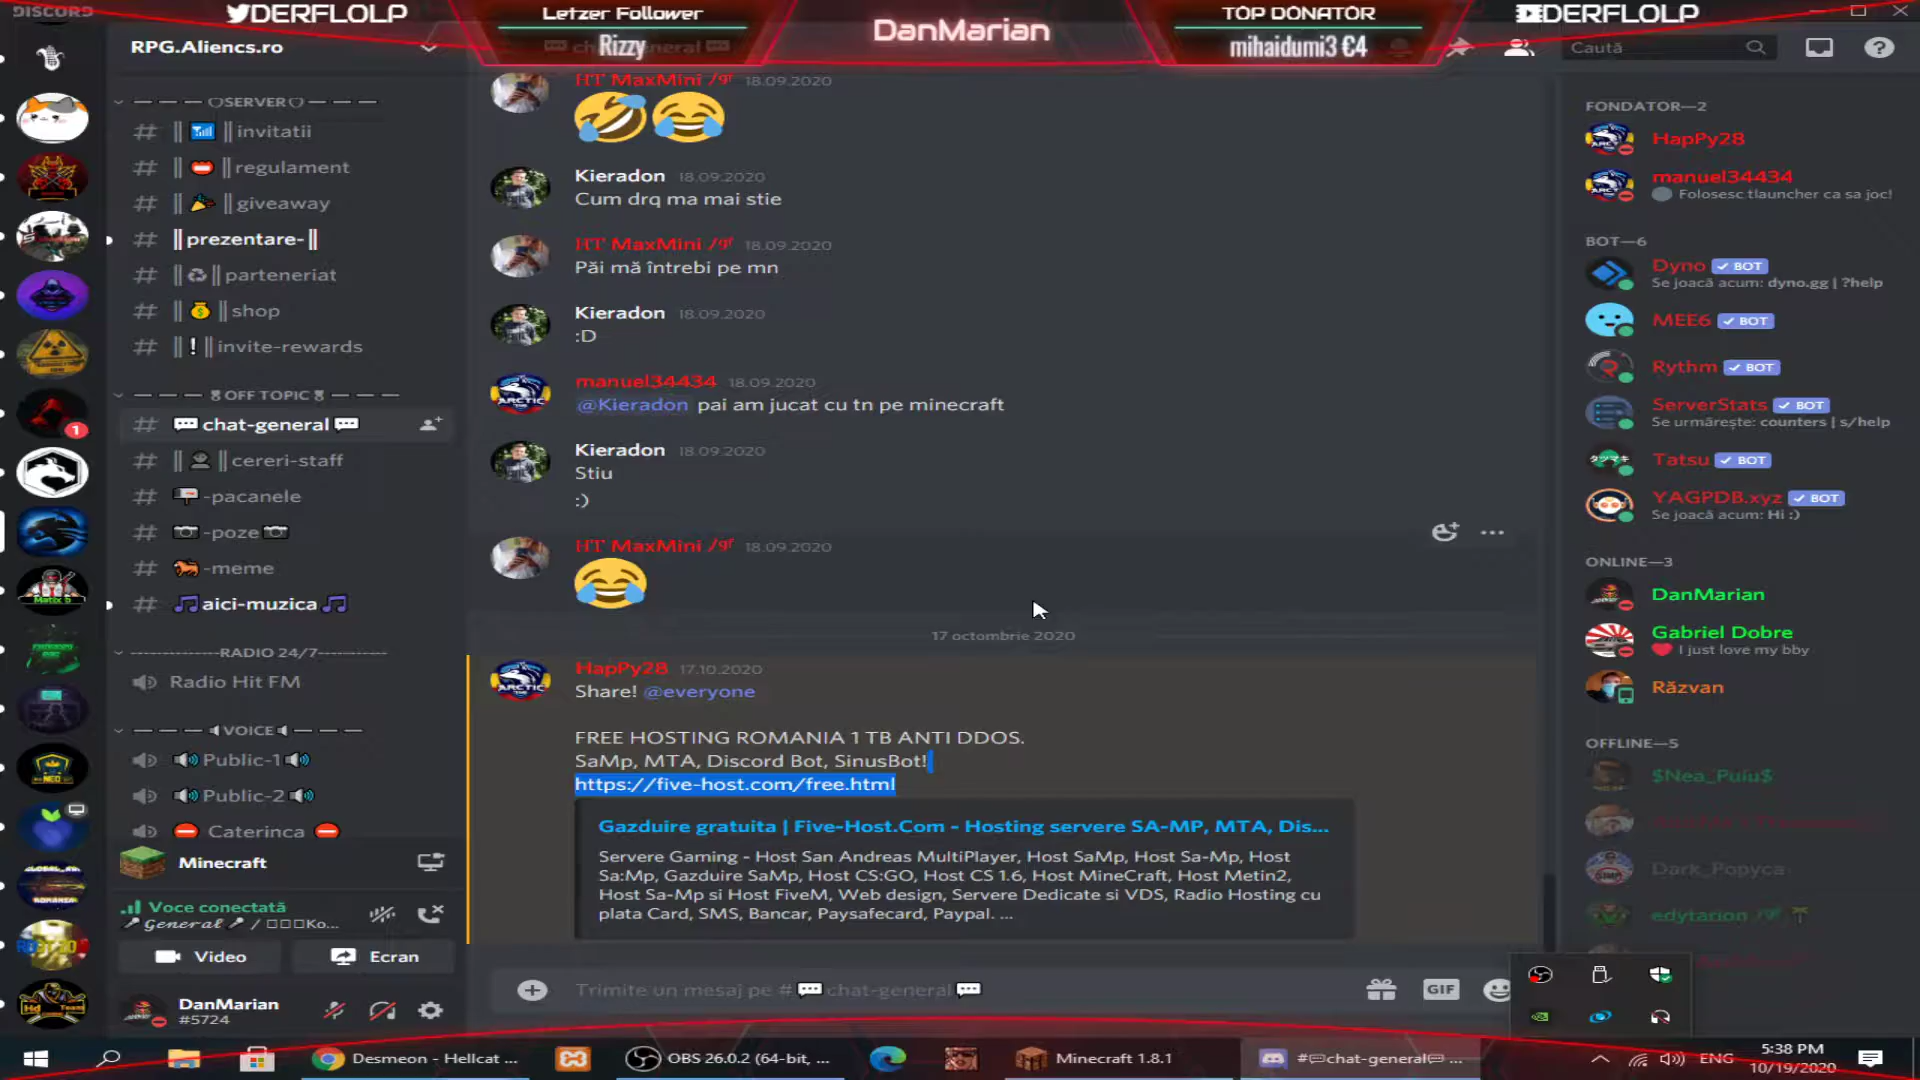 DISCORD
DERFLOLP
Letzer Follower
Rizzy
DanMarian
TOP DONATOR
mihaidumi3 €4
DERFLOLP
RPG.Aliencs.ro
Caută
SERVER
invitatii
regulament
giveaway
prezentare-
parteneriat
shop
invite-rewards
OFF TOPIC
chat-general
cereri-staff
-pacanele
-poze
-meme
aici-muzica
RADIO 24/7
Radio Hit FM
VOICE
Public-1
Public-2
Caterinca
Minecraft
Voce conectată
General / □□□Ko...
Video
Ecran
DanMarian
#5724
HT MaxMini /gf 18.09.2020
Kieradon 18.09.2020
Cum drq ma mai stie
HT MaxMini /gf 18.09.2020
Păi mă întrebi pe mn
Kieradon 18.09.2020
:D
manuel34434 18.09.2020
@Kieradon pai am jucat cu tn pe minecraft
Kieradon 18.09.2020
Stiu
:)
HT MaxMini /gf 18.09.2020
17 octombrie 2020
HapPy28 17.10.2020
Share! @everyone
FREE HOSTING ROMANIA 1 TB ANTI DDOS.
SaMp, MTA, Discord Bot, SinusBot!
https://five-host.com/free.html
Gazduire gratuita | Five-Host.Com - Hosting servere SA-MP, MTA, Dis...
Servere Gaming - Host San Andreas MultiPlayer, Host SaMp, Host Sa-Mp, Host
Sa:Mp, Gazduire SaMp, Host CS:GO, Host CS 1.6, Host MineCraft, Host Metin2,
Host Sa-Mp si Host FiveM, Web design, Servere Dedicate si VDS, Radio Hosting cu
plata Card, SMS, Bancar, Paysafecard, Paypal. ...
Trimite un mesaj pe # chat-general
GIF
FONDATOR—2
HapPy28
manuel34434
Folosesc tlauncher ca sa joc!
BOT—6
Dyno BOT
Se joacă acum: dyno.gg | ?help
MEE6 BOT
Rythm BOT
ServerStats BOT
Se urmărește: counters | s/help
Tatsu BOT
YAGPDB.xyz BOT
Se joacă acum: Hi :)
ONLINE—3
DanMarian
Gabriel Dobre
I just love my bby
Răzvan
OFFLINE—5
$Nea_Puiu$
Dark_Popyca
edytarion
Desmeon - Hellcat ...
OBS 26.0.2 (64-bit, ...
Minecraft 1.8.1
#chat-general ...
ENG
5:38 PM
10/19/2020